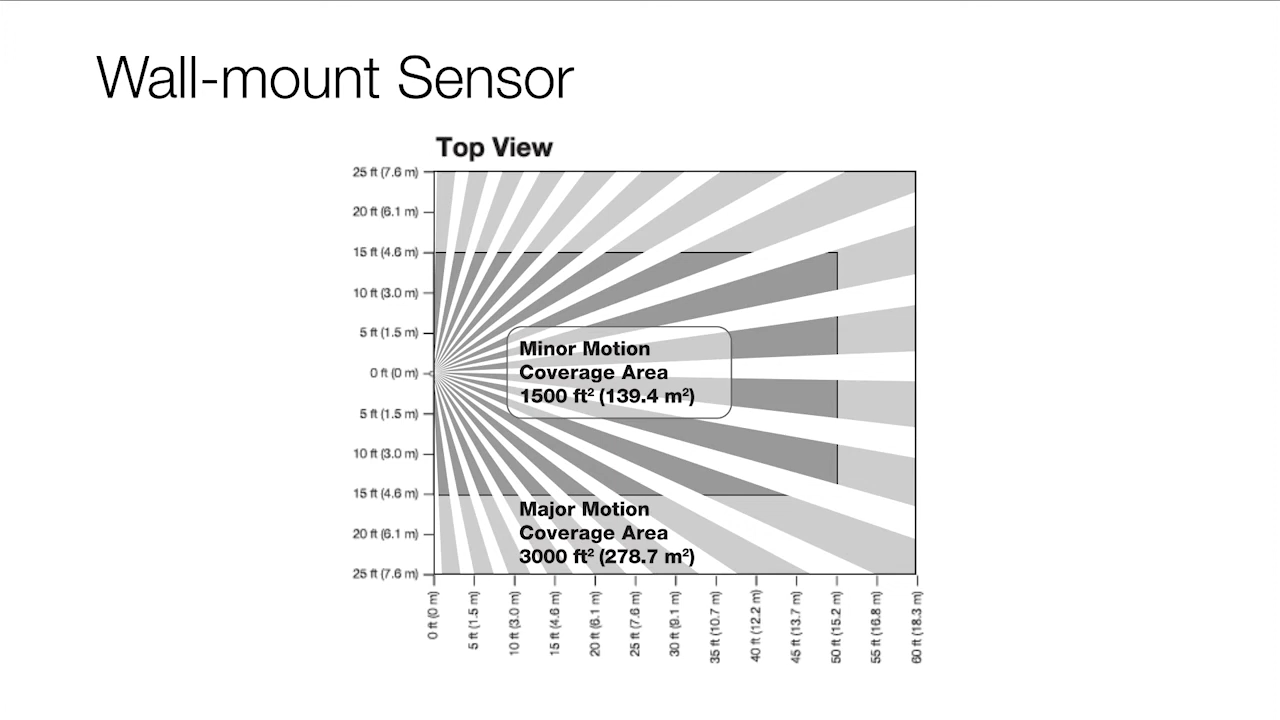 Wall-mount Sensor
Top View
25 ft (7.6 m)
20 ft (6.1 m)
15 ft (4.6 m)
10 ft (3.0 m)
5 ft (1.5 m)
0 ft (0 m)
5 ft (1.5 m)
10 ft (3.0 m)
15 ft (4.6 m)
20 ft (6.1 m)
25 ft (7.6 m)
Minor Motion
Coverage Area
1500 ft² (139.4 m²)
Major Motion
Coverage Area
3000 ft² (278.7 m²)
0 ft (0 m)
5 ft (1.5 m)
10 ft (3.0 m)
15 ft (4.6 m)
20 ft (6.1 m)
25 ft (7.6 m)
30 ft (9.1 m)
35 ft (10.7 m)
40 ft (12.2 m)
45 ft (13.7 m)
50 ft (15.2 m)
55 ft (16.8 m)
60 ft (18.3 m)